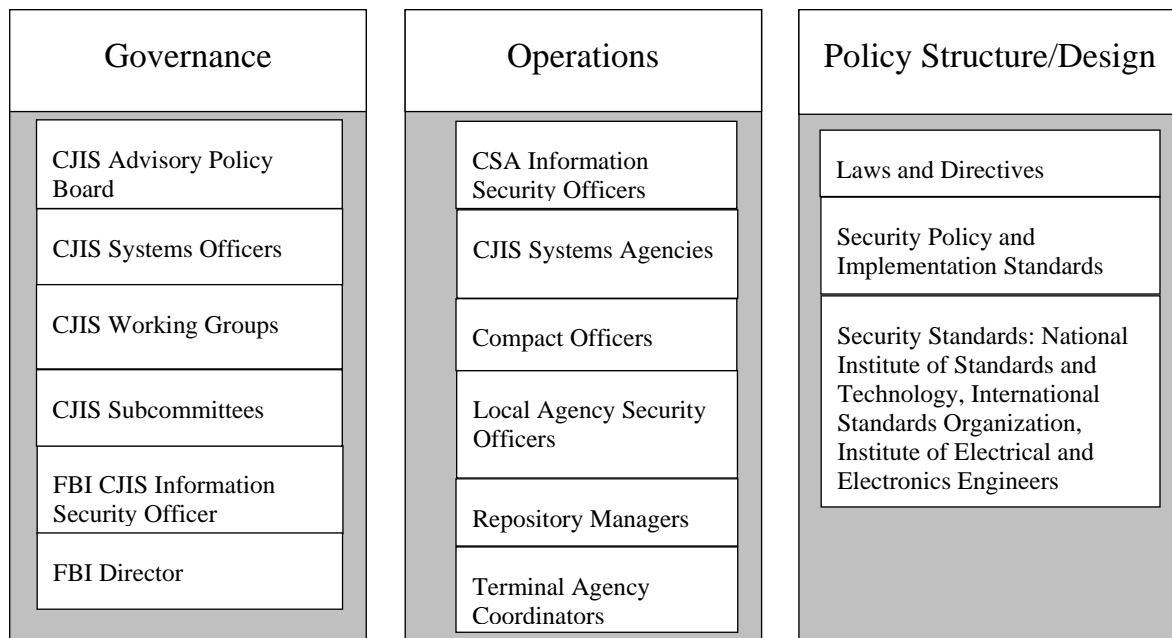 Governance
CJIS Advisory Policy
Board
CJIS Systems Officers
CJIS Working Groups
CJIS Subcommittees
FBI CJIS Information
Security Officer
FBI Director
Operations
CSA Information
Security Officers
CJIS Systems Agencies
Compact Officers
Local Agency Security
Officers
Repository Managers
Terminal Agency
Coordinators
Policy Structure/Design
Laws and Directives
Security Policy and
Implementation Standards
Security Standards: National
Institute of Standards and
Technology, International
Standards Organization,
Institute of Electrical and
Electronics Engineers